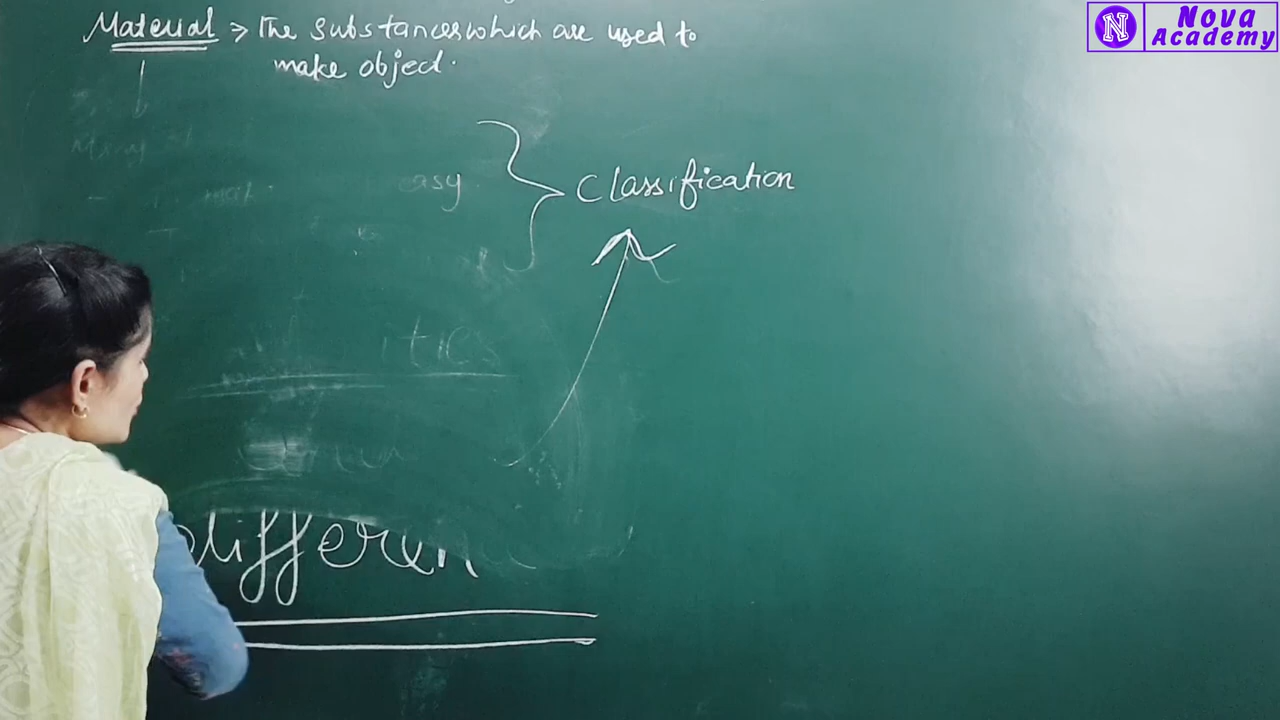 Material → The substances which are used to
make object.
easy
Classification
differen
Nova
Academy
N